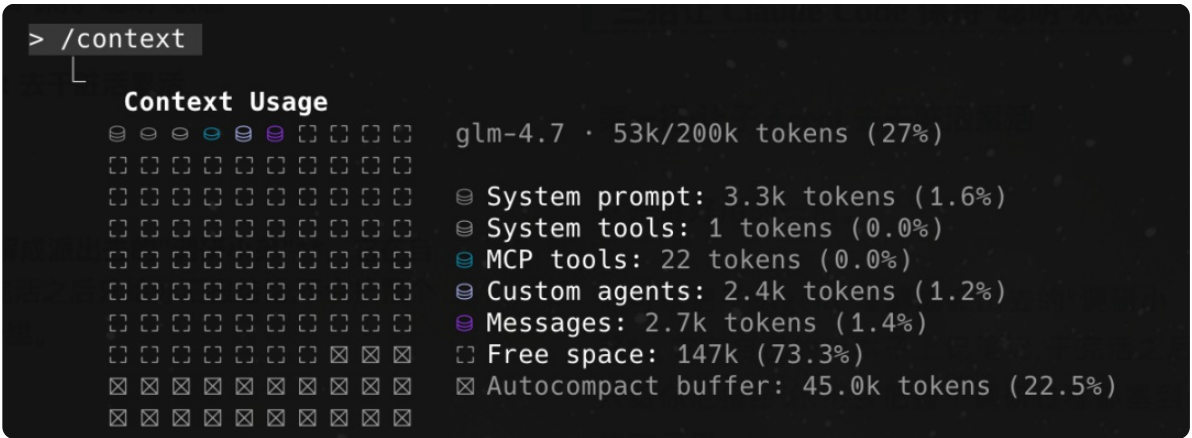 > /context
Context Usage
glm-4.7 · 53k/200k tokens (27%)
System prompt: 3.3k tokens (1.6%)
System tools: 1 tokens (0.0%)
MCP tools: 22 tokens (0.0%)
Custom agents: 2.4k tokens (1.2%)
Messages: 2.7k tokens (1.4%)
Free space: 147k (73.3%)
Autocompact buffer: 45.0k tokens (22.5%)